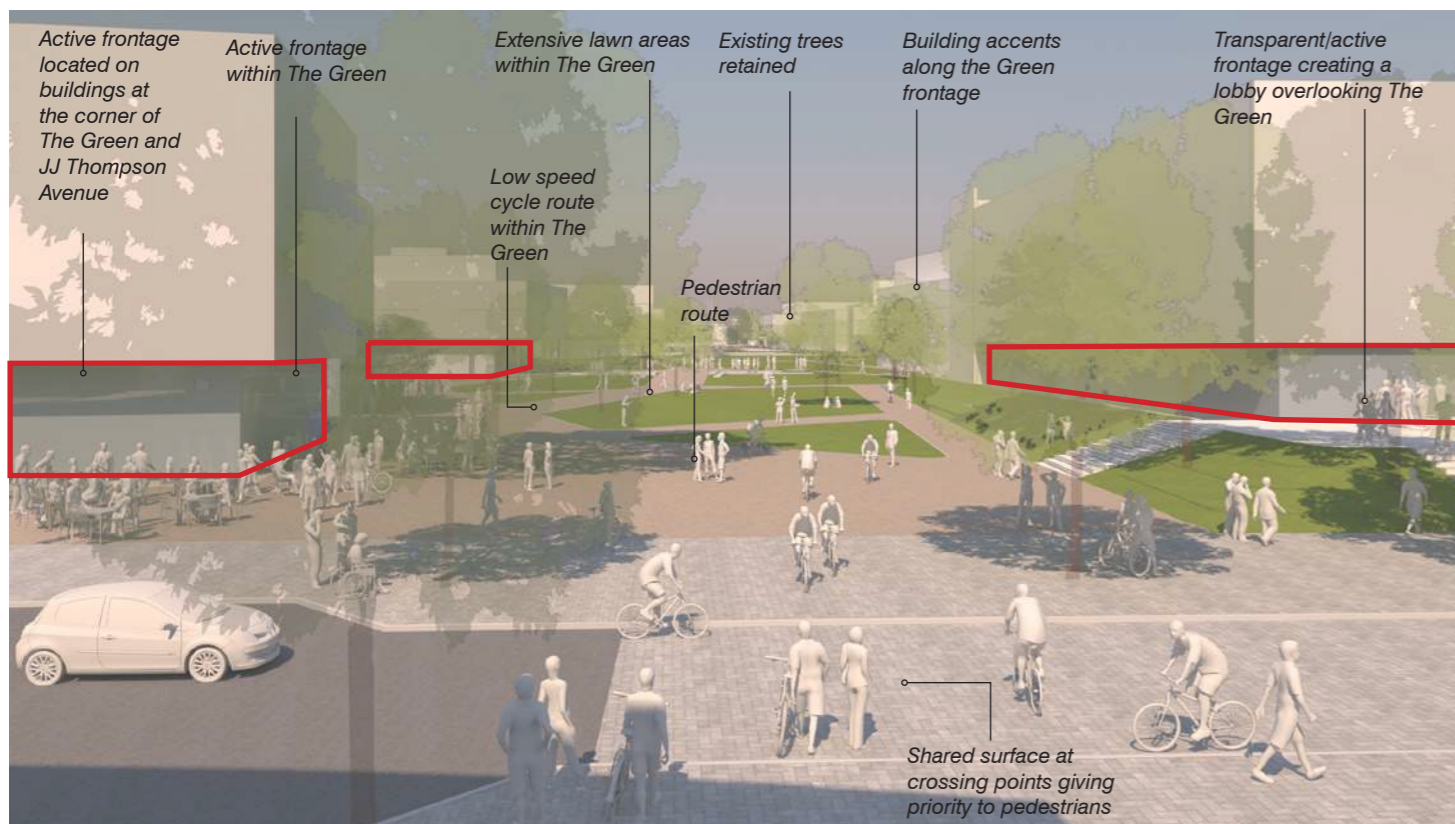 Active frontage
located on
buildings at
the corner of
The Green and
JJ Thompson
Avenue
Active frontage
within The Green
Extensive lawn areas
within The Green
Existing trees
retained
Building accents
along the Green
frontage
Transparent/active
frontage creating a
lobby overlooking The
Green
Low speed
cycle route
within The
Green
Pedestrian
route
Shared surface at
crossing points giving
priority to pedestrians